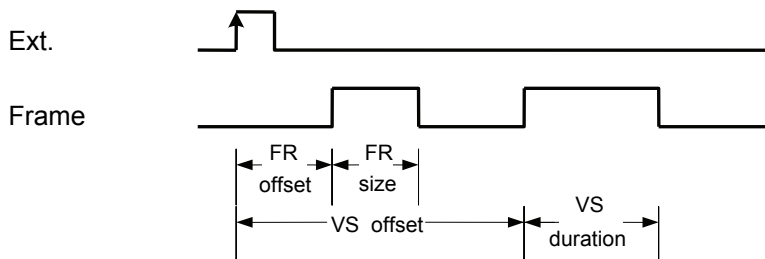 Ext.
Frame
FR
offset
FR
size
VS offset
VS
duration